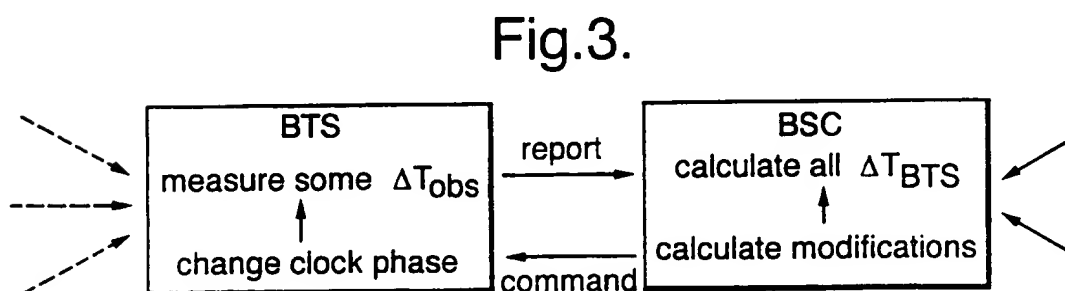 Fig.3.
BTS
measure some ΔTobs
change clock phase
report
command
BSC
calculate all ΔTBTS
calculate modifications